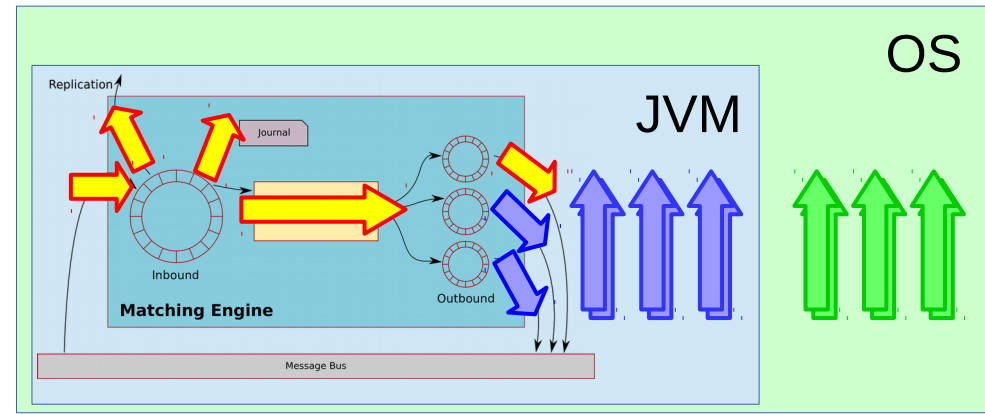 OS
JVM
Replication
Journal
Inbound
Outbound
Matching Engine
Message Bus